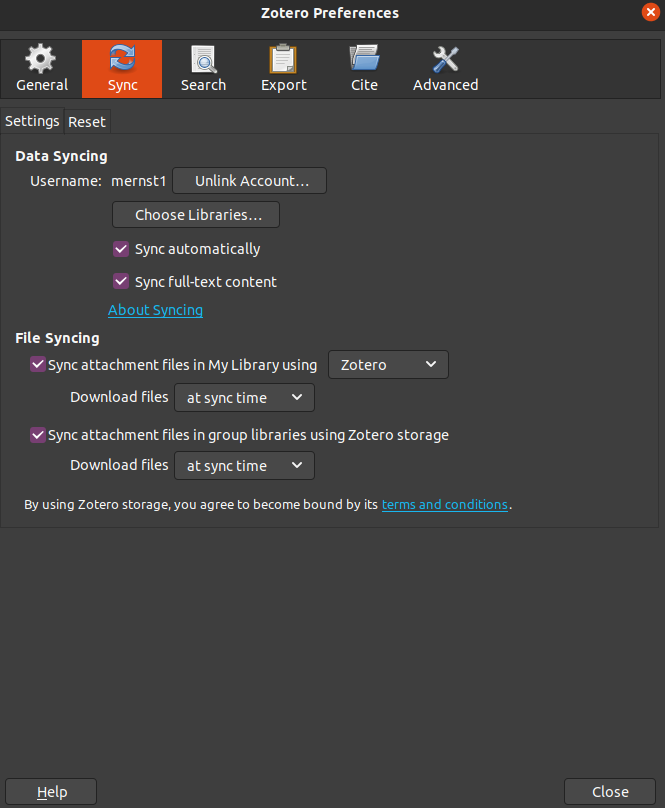 Zotero Preferences
General Sync Search Export Cite Advanced
Settings Reset
Data Syncing
Username: mernst1 Unlink Account…
Choose Libraries…
Sync automatically
Sync full-text content
About Syncing
File Syncing
Sync attachment files in My Library using Zotero
Download files at sync time
Sync attachment files in group libraries using Zotero storage
Download files at sync time
By using Zotero storage, you agree to become bound by its terms and conditions.
Help Close